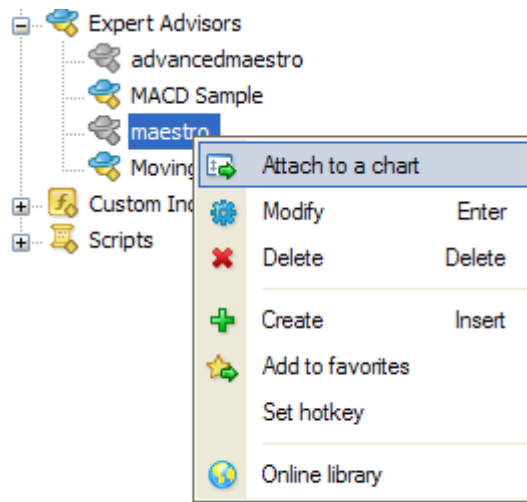 Expert Advisors
advancedmaestro
MACD Sample
maestro
Moving
Attach to a chart
Custom Ind
Modify Enter
Scripts
Delete Delete
Create Insert
Add to favorites
Set hotkey
Online library